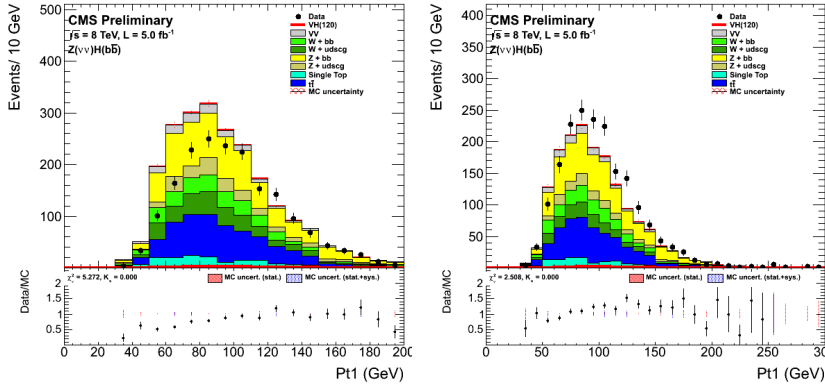 CMS Preliminary
√s = 8 TeV, L = 5.0 fb⁻¹
Z(νν)H(bb̄)
Data
VH(120)
VV
W + bb
W + udscg
Z + bb
Z + udscg
Single Top
tt̄
MC uncertainty
Events/ 10 GeV
500
400
300
200
100
χ²ᵥ = 5.272, Kₛ = 0.000
MC uncert. (stat.)
MC uncert. (stat.+sys.)
Data/MC
2
1.5
1
0.5
0 20 40 60 80 100 120 140 160 180 200
Pt1 (GeV)
CMS Preliminary
√s = 8 TeV, L = 5.0 fb⁻¹
Z(νν)H(bb̄)
Data
VH(120)
VV
W + bb
W + udscg
Z + bb
Z + udscg
Single Top
tt̄
MC uncertainty
Events/ 10 GeV
400
350
300
250
200
150
100
50
0
χ² = 2.508, Kₛ = 0.000
MC uncert. (stat.)
MC uncert. (stat.+sys.)
Data/MC
2
1.5
1
0.5
0 50 100 150 200 250
Pt1 (GeV)